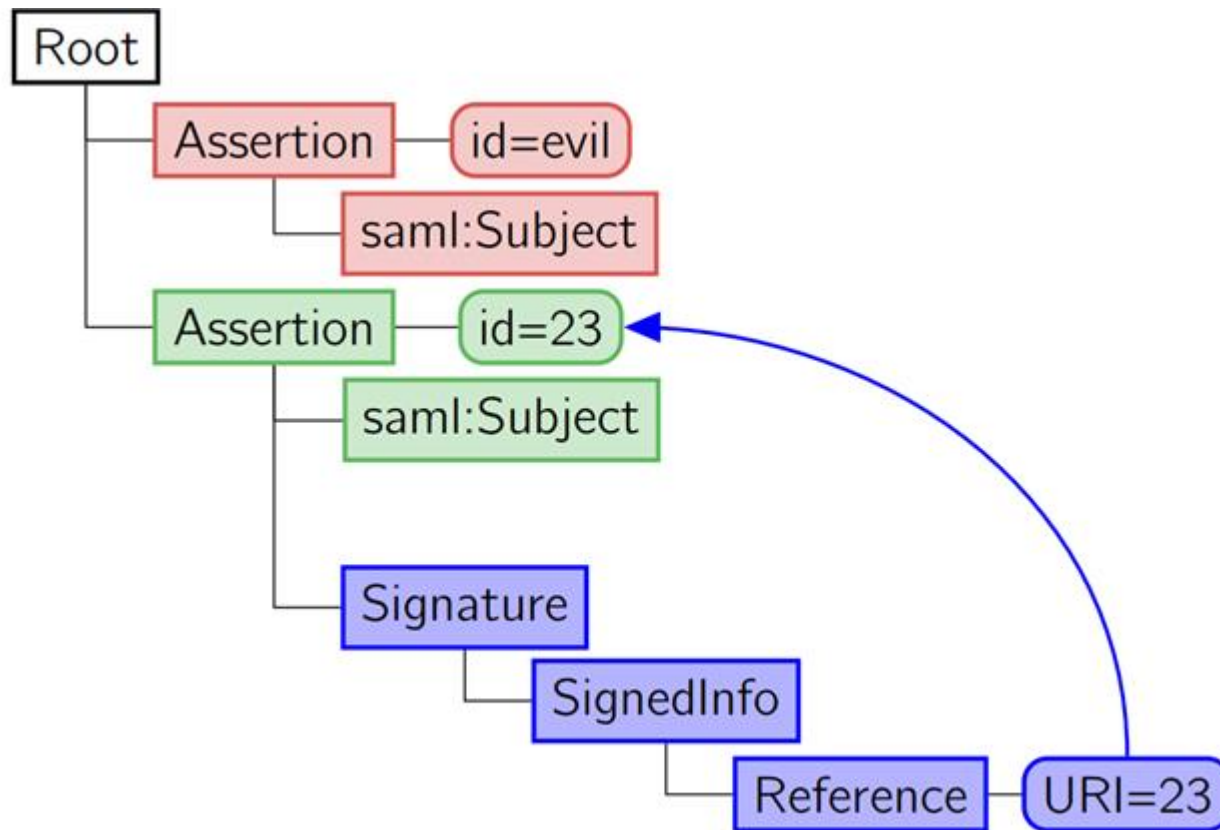 Root
Assertion id=evil
saml:Subject
Assertion id=23
saml:Subject
Signature
SignedInfo
Reference URI=23